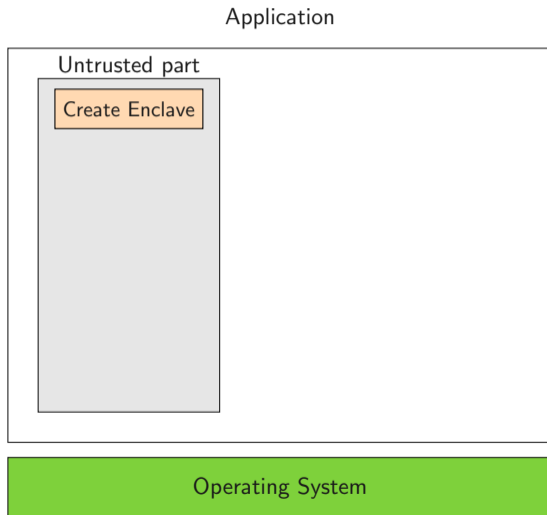 Application
Untrusted part
Create Enclave
Operating System